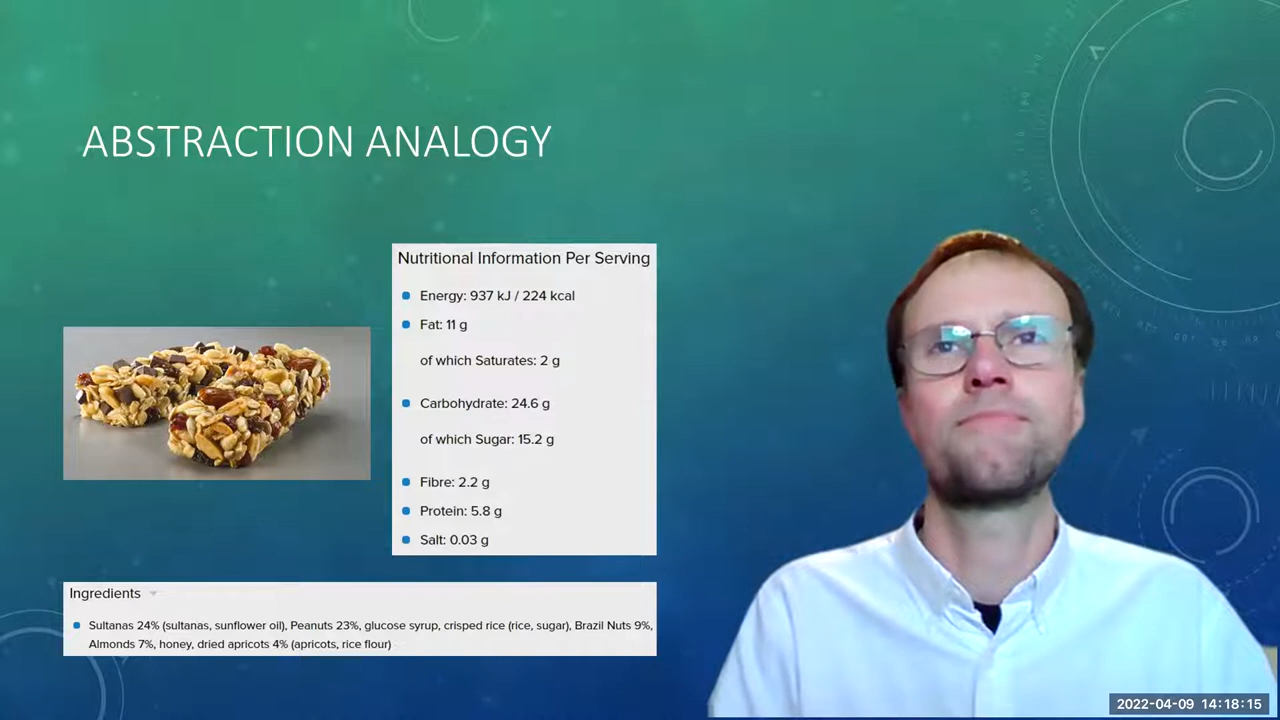 ABSTRACTION ANALOGY
Nutritional Information Per Serving
Energy: 937 kJ / 224 kcal
Fat: 11 g
of which Saturates: 2 g
Carbohydrate: 24.6 g
of which Sugar: 15.2 g
Fibre: 2.2 g
Protein: 5.8 g
Salt: 0.03 g
Ingredients
Sultanas 24% (sultanas, sunflower oil), Peanuts 23%, glucose syrup, crisped rice (rice, sugar), Brazil Nuts 9%,
Almonds 7%, honey, dried apricots 4% (apricots, rice flour)
2022-04-09 14:18:15